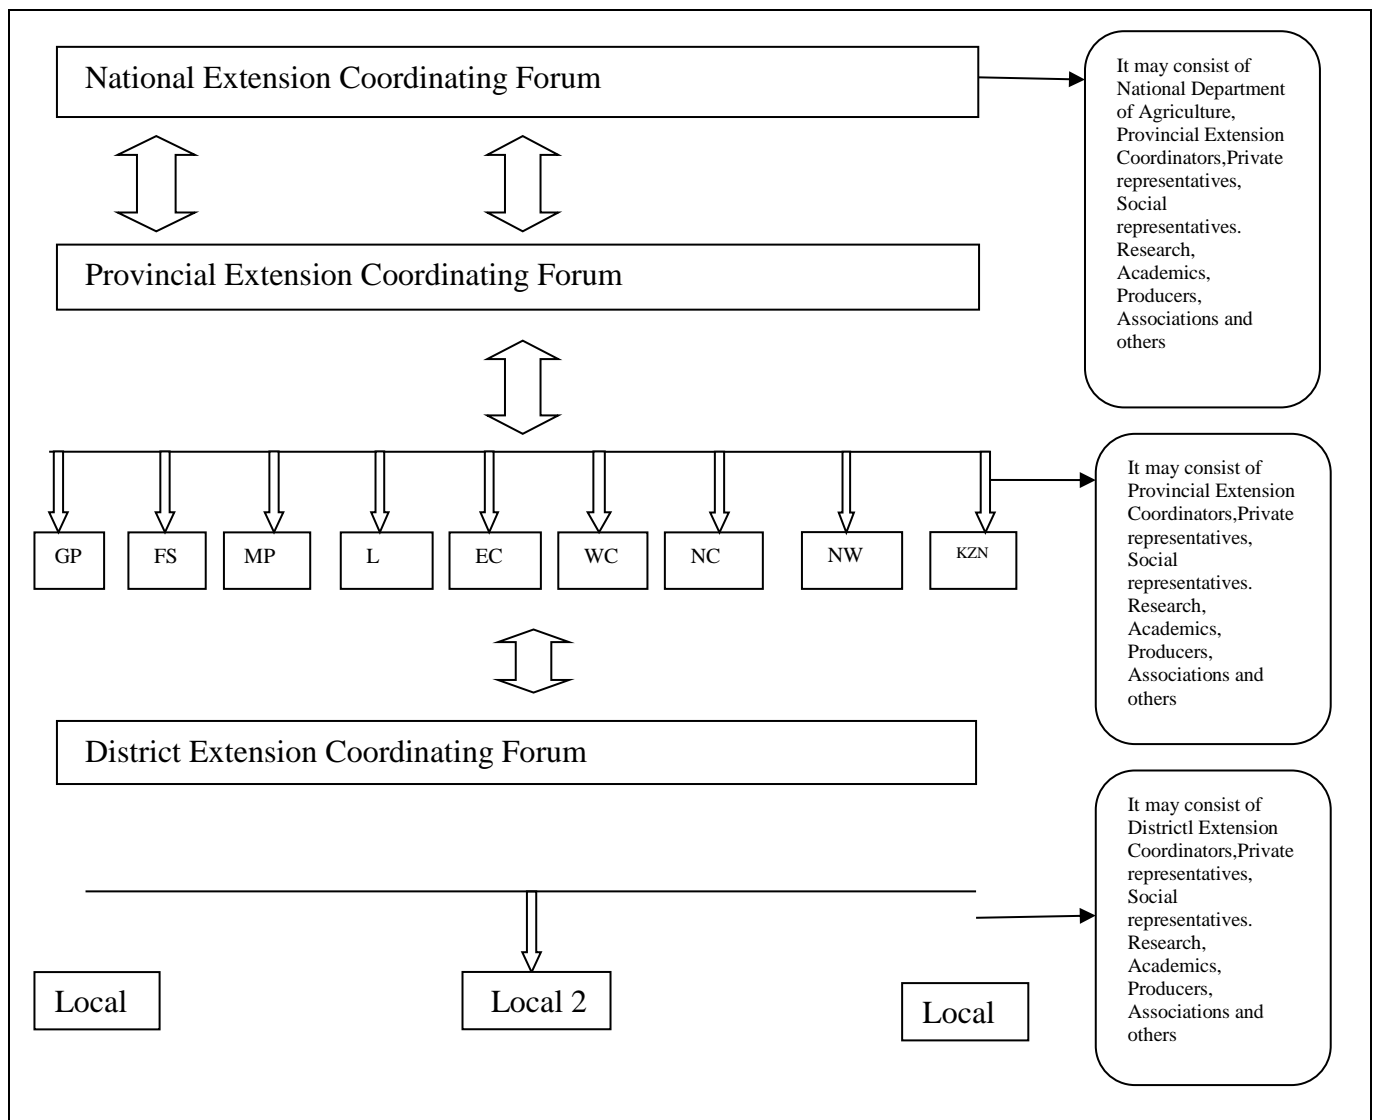 National Extension Coordinating Forum
It may consist of
National Department
of Agriculture,
Provincial Extension
Coordinators,Private
representatives,
Social
representatives.
Research,
Academics,
Producers,
Associations and
others
Provincial Extension Coordinating Forum
GP
FS
MP
L
EC
WC
NC
NW
KZN
It may consist of
Provincial Extension
Coordinators,Private
representatives,
Social
representatives.
Research,
Academics,
Producers,
Associations and
others
District Extension Coordinating Forum
It may consist of
Districtl Extension
Coordinators,Private
representatives,
Social
representatives.
Research,
Academics,
Producers,
Associations and
others
Local
Local 2
Local